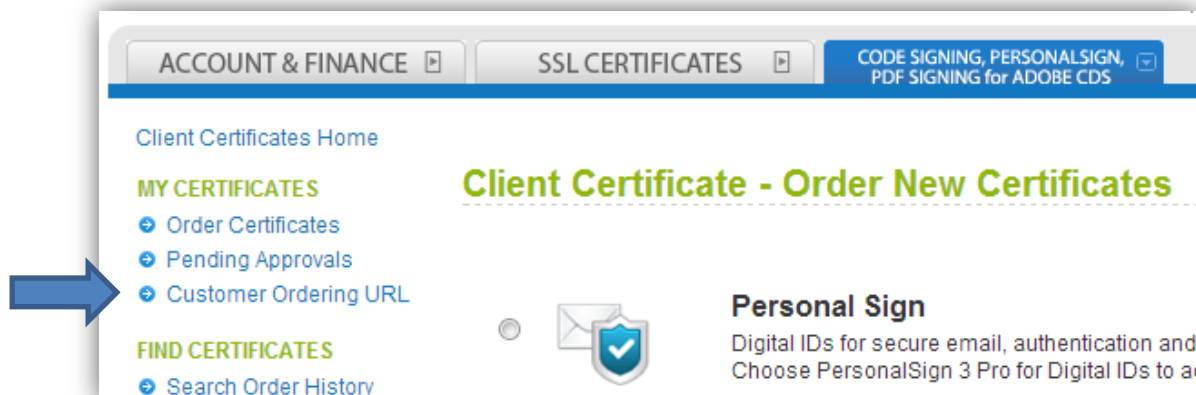 ACCOUNT & FINANCE
SSL CERTIFICATES
CODE SIGNING, PERSONALSIGN,
PDF SIGNING for ADOBE CDS
Client Certificates Home
MY CERTIFICATES
Order Certificates
Pending Approvals
Customer Ordering URL
FIND CERTIFICATES
Search Order History
Client Certificate - Order New Certificates
Personal Sign
Digital IDs for secure email, authentication and
Choose PersonalSign 3 Pro for Digital IDs to